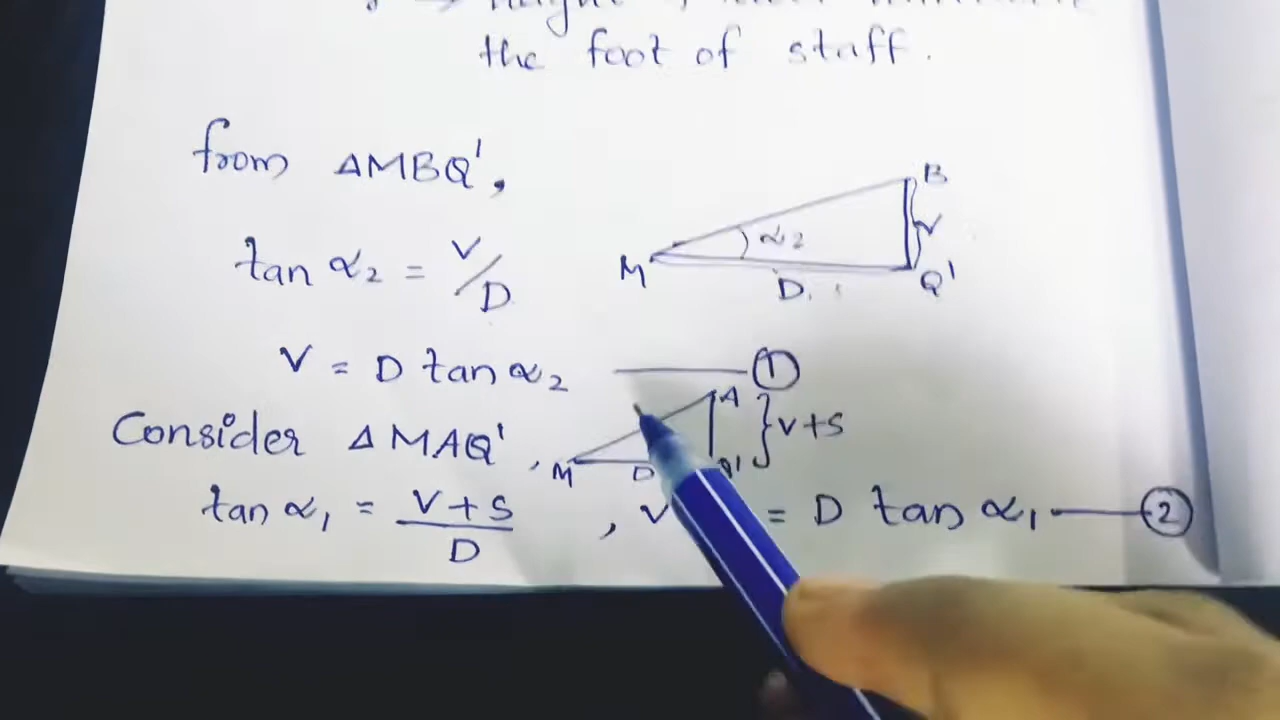 the foot of staff.
from ΔMBQ',
tan α₂ = V/D
B
α₂
V
M
D
Q'
V = D tan α₂ ——— ①
Consider ΔMAQ',
A
V+S
M
D
tan α₁ = V+S/D , V = D tan α₁ —— ②